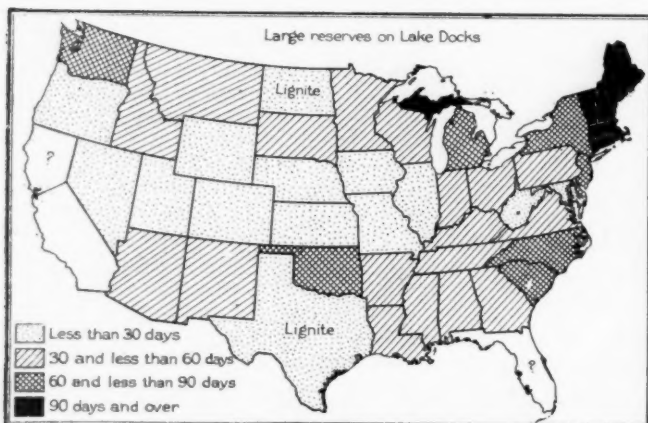 Large reserves on Lake Docks
Lignite
?
Lignite
?
Less than 30 days
30 and less than 60 days
60 and less than 90 days
90 days and over